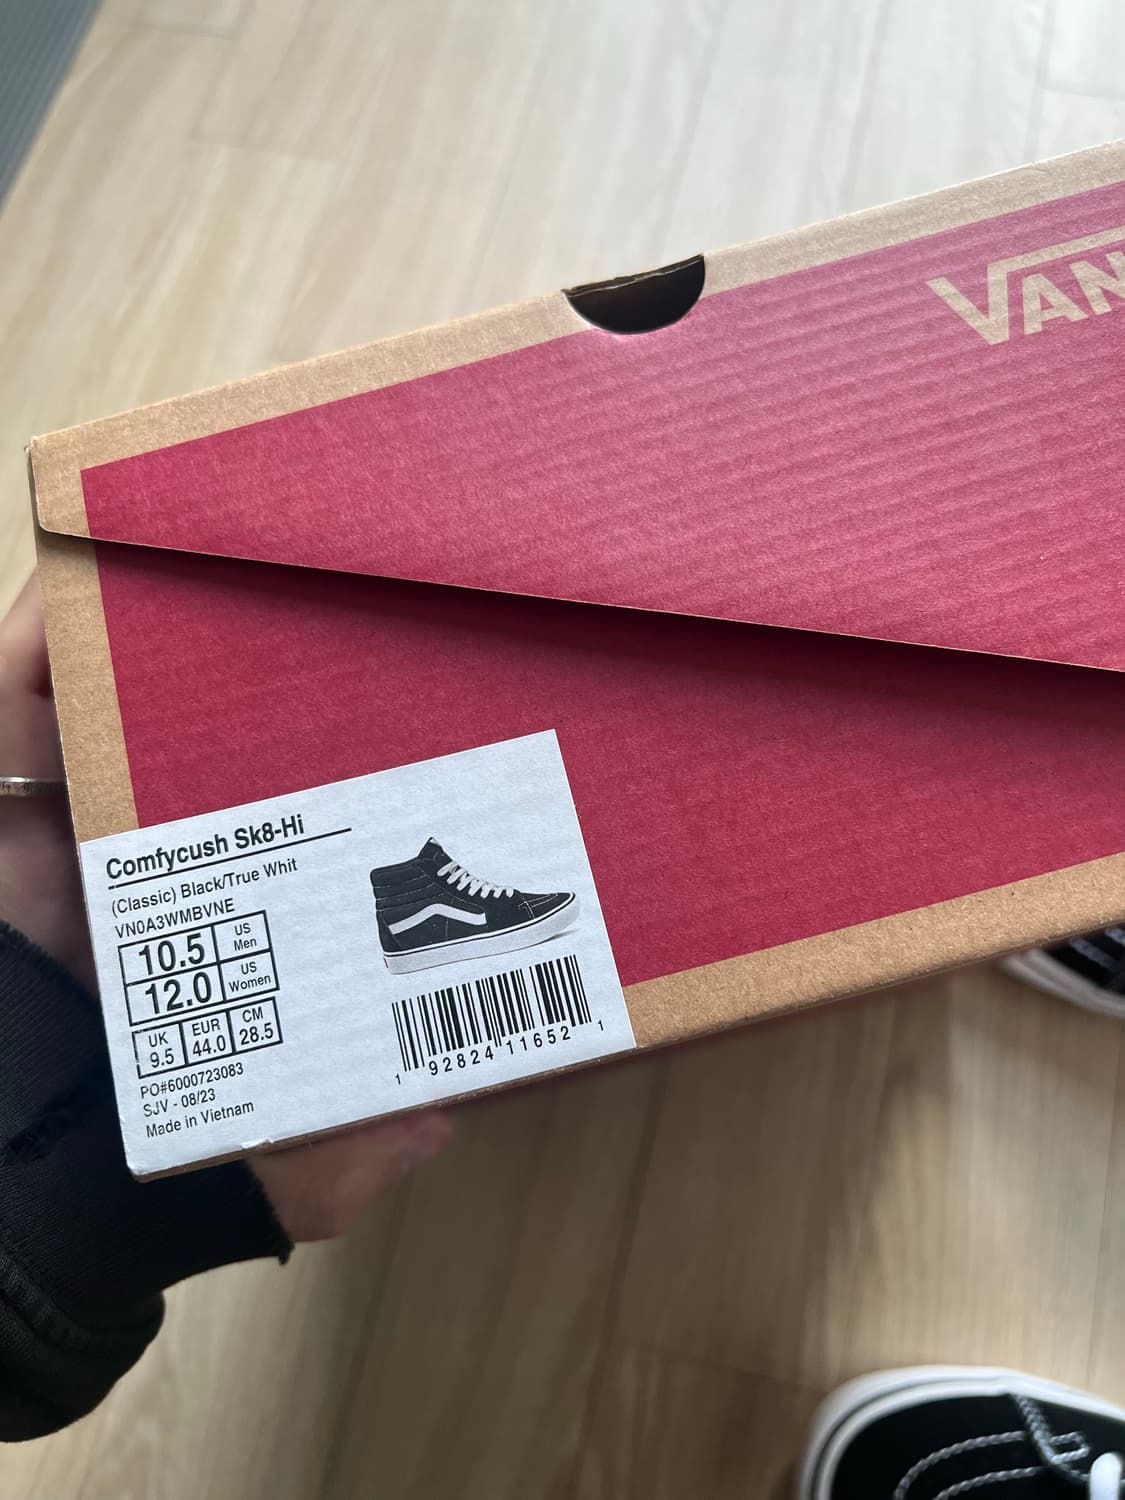 VAN
Comfycush Sk8-Hi
(Classic) Black/True Whit
VN0A3WMBVNE
10.5 US Men
12.0 US Women
UK 9.5 EUR 44.0 CM 28.5
PO#6000723083
SJV - 08/23
Made in Vietnam
1 92824 11652 1